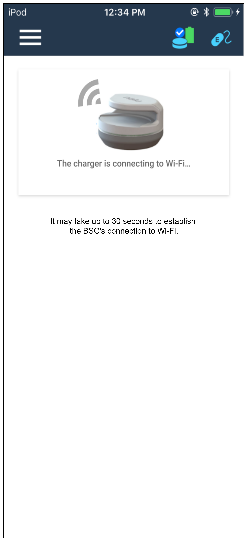 iPod 12:34 PM
The charger is connecting to Wi-Fi...
It may take up to 30 seconds to establish
the BSC's connection to Wi-Fi.